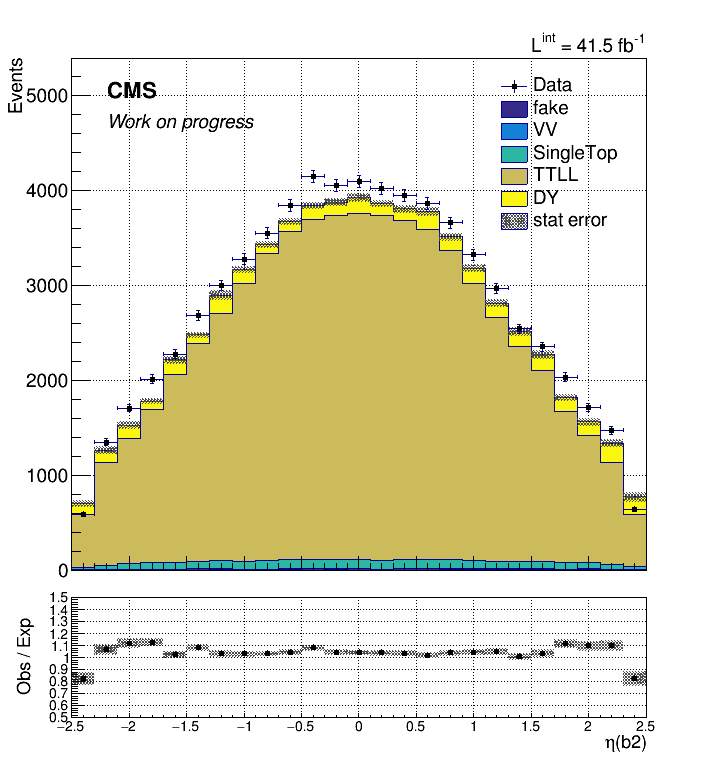 L^int = 41.5 fb^-1
Events
CMS
Work on progress
Data
fake
VV
SingleTop
TTLL
DY
stat error
5000
4000
3000
2000
1000
0
Obs / Exp
1.5
1.4
1.3
1.2
1.1
1
0.9
0.8
0.7
0.6
0.5
−2.5 −2 −1.5 −1 −0.5 0 0.5 1 1.5 2 2.5
η(b2)